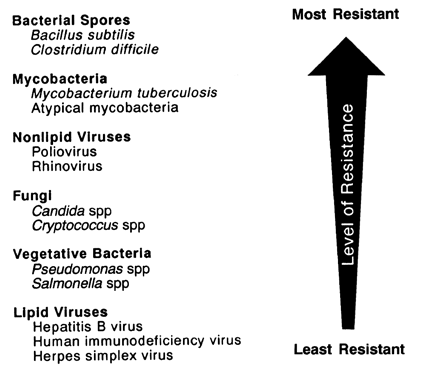 Bacterial Spores
Bacillus subtilis
Clostridium difficile
Mycobacteria
Mycobacterium tuberculosis
Atypical mycobacteria
Nonlipid Viruses
Poliovirus
Rhinovirus
Fungi
Candida spp
Cryptococcus spp
Vegetative Bacteria
Pseudomonas spp
Salmonella spp
Lipid Viruses
Hepatitis B virus
Human immunodeficiency virus
Herpes simplex virus
Most Resistant
Level of Resistance
Least Resistant